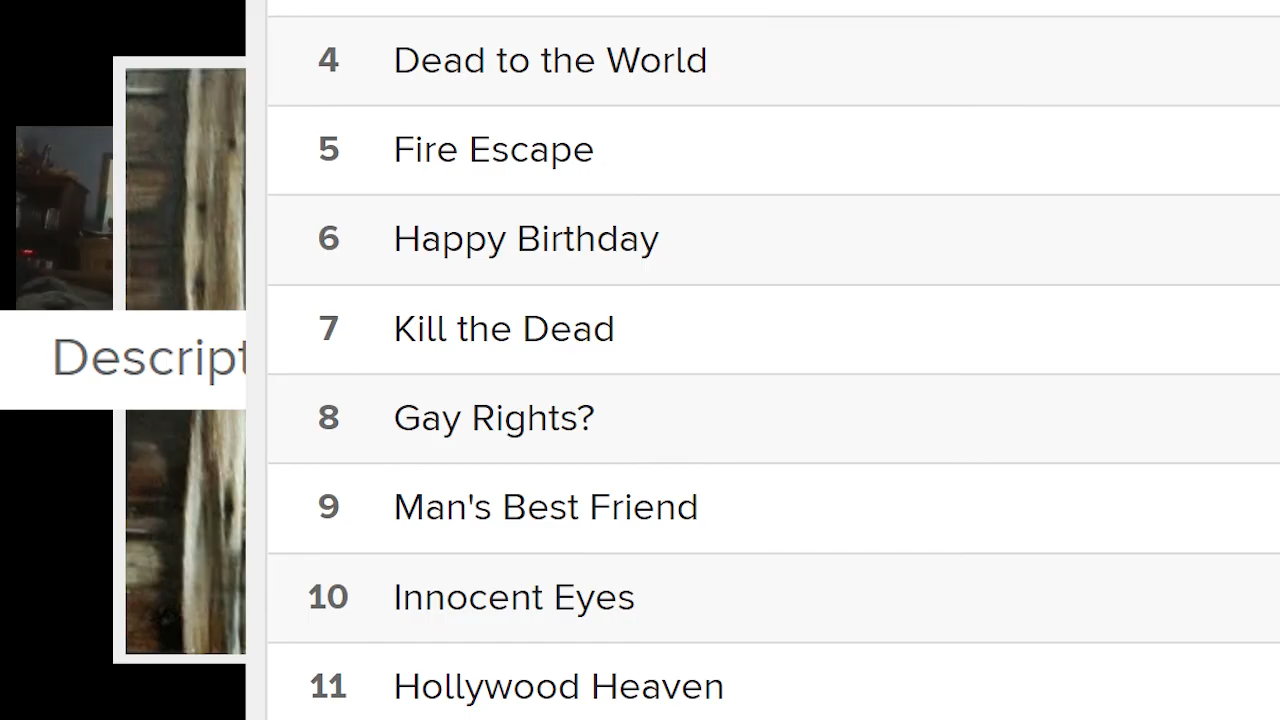 4 Dead to the World
5 Fire Escape
6 Happy Birthday
7 Kill the Dead
Descript
8 Gay Rights?
9 Man's Best Friend
10 Innocent Eyes
11 Hollywood Heaven